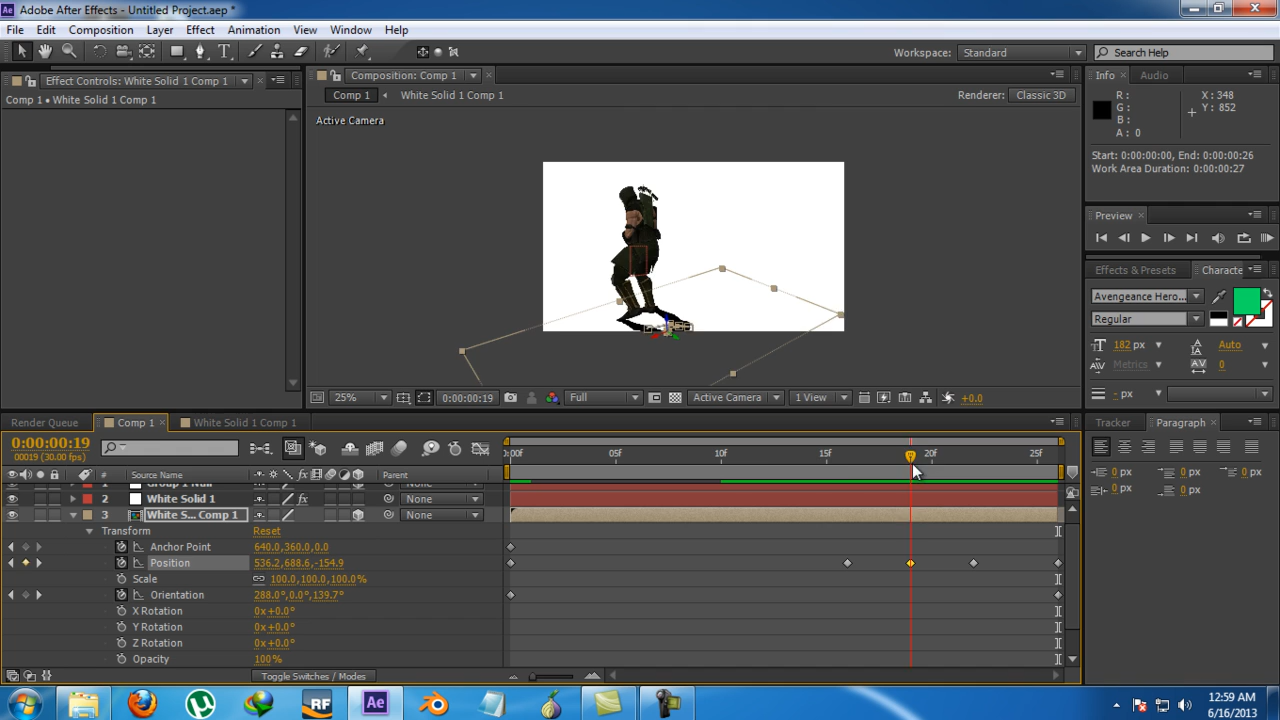 Adobe After Effects - Untitled Project.aep *
File Edit Composition Layer Effect Animation View Window Help
Workspace: Standard
Search Help
Effect Controls: White Solid 1 Comp 1
Comp 1 • White Solid 1 Comp 1
Composition: Comp 1
Comp 1 White Solid 1 Comp 1
Renderer: Classic 3D
Active Camera
25% 0:00:00:19 Full Active Camera 1 View +0.0
Info Audio
R: X: 348
G: Y: 852
B:
A: 0
Start: 0:00:00:00, End: 0:00:00:26
Work Area Duration: 0:00:00:27
Preview
Effects & Presets Characte
Avengeance Hero...
Regular
182 px Auto
Metrics 0
- px
Tracker Paragraph
0 px 0 px 0 px
0 px 0 px
Render Queue Comp 1 White Solid 1 Comp 1
0:00:00:19
00019 (30.00 fps)
0:00f 05f 10f 15f 20f 25f
# Source Name Parent
Group 1 Null None
2 White Solid 1 fx None
3 White S... Comp 1 None
Transform Reset
Anchor Point 640.0,360.0,0.0
Position 536.2,688.6,-154.9
Scale 100.0,100.0,100.0%
Orientation 288.0°,0.0°,139.7°
X Rotation 0x+0.0°
Y Rotation 0x+0.0°
Z Rotation 0x+0.0°
Opacity 100%
Toggle Switches / Modes
Ae
RF
12:59 AM
6/16/2013